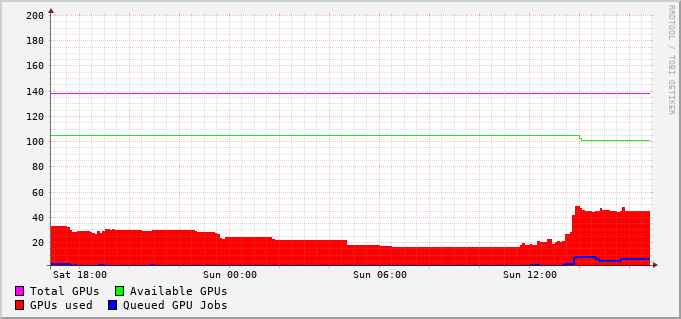 200
180
160
140
120
100
80
60
40
20
Sat 18:00 Sun 00:00 Sun 06:00 Sun 12:00
Total GPUs Available GPUs
GPUs used Queued GPU Jobs
RRDTOOL / TOBI OETIKER